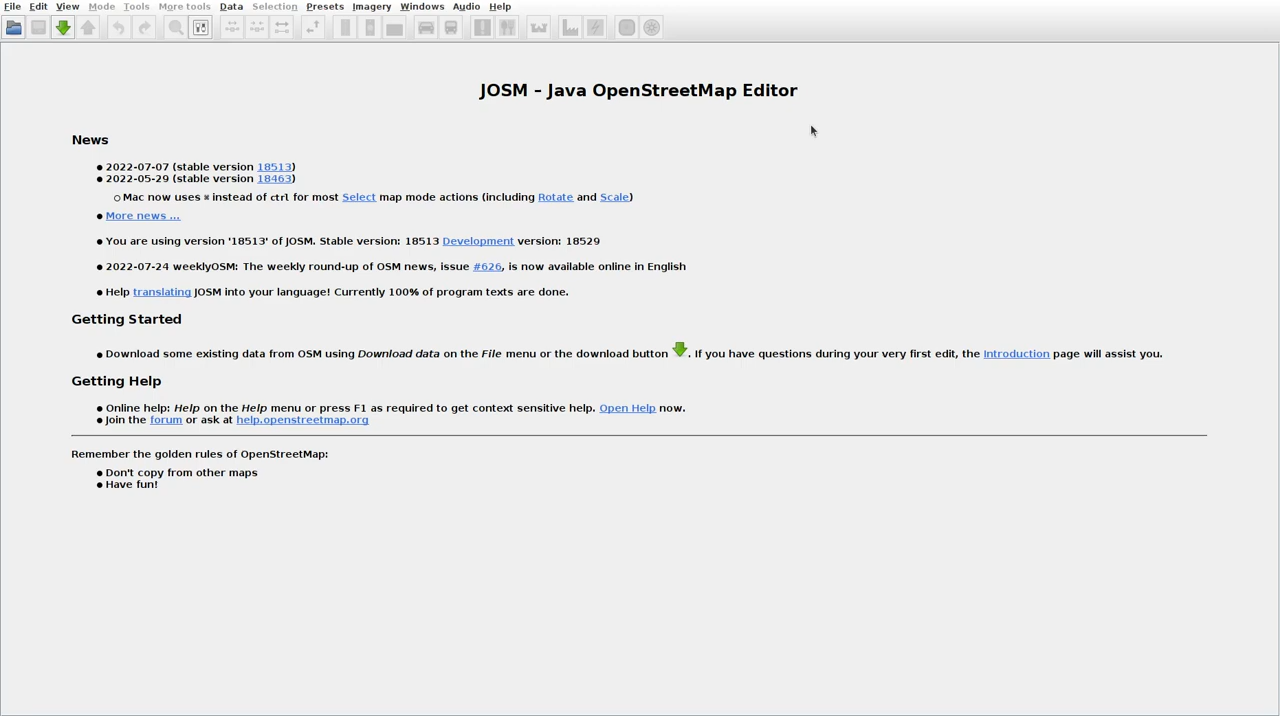 File Edit View Mode Tools More tools Data Selection Presets Imagery Windows Audio Help
JOSM – Java OpenStreetMap Editor
News
2022-07-07 (stable version 18513)
2022-05-29 (stable version 18463)
Mac now uses ⌘ instead of ctrl for most Select map mode actions (including Rotate and Scale)
More news ...
You are using version '18513' of JOSM. Stable version: 18513 Development version: 18529
2022-07-24 weeklyOSM: The weekly round-up of OSM news, issue #626, is now available online in English
Help translating JOSM into your language! Currently 100% of program texts are done.
Getting Started
Download some existing data from OSM using Download data on the File menu or the download button . If you have questions during your very first edit, the Introduction page will assist you.
Getting Help
Online help: Help on the Help menu or press F1 as required to get context sensitive help. Open Help now.
Join the forum or ask at help.openstreetmap.org
Remember the golden rules of OpenStreetMap:
Don't copy from other maps
Have fun!